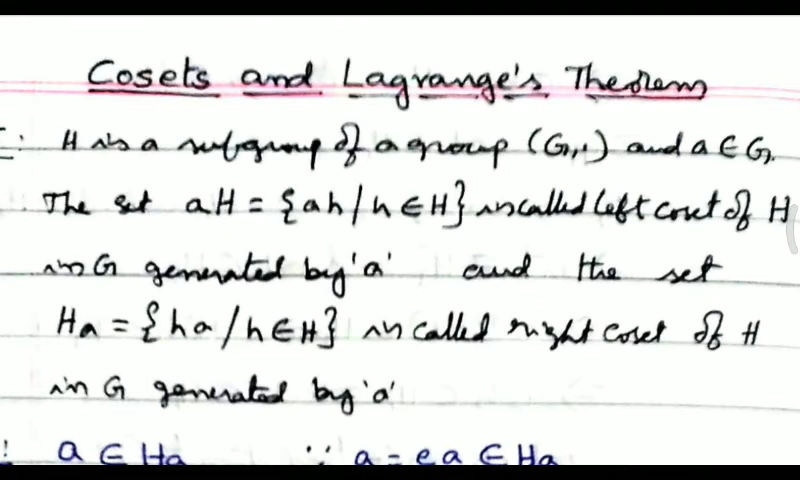 Cosets and Lagrange's Theorem
: H is a subgroup of a group (G,·) and a ∈ G.
The set aH = {ah / h ∈ H} is called left coset of H
in G generated by 'a' and the set
Ha = {ha / h ∈ H} is called right coset of H
in G generated by 'a'
: a ∈ Ha ∵ a = ea ∈ Ha